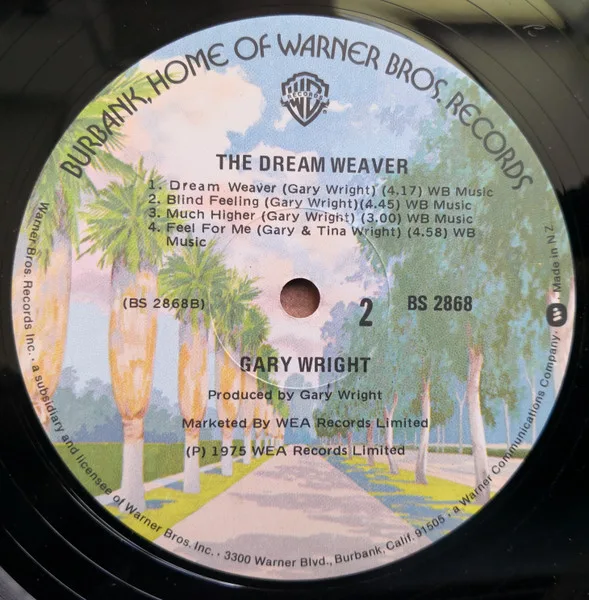 BURBANK, HOME OF WARNER BROS. RECORDS
W
RECORDS
THE DREAM WEAVER
1. Dream Weaver (Gary Wright) (4.17) WB Music
2. Blind Feeling (Gary Wright)(4.45) WB Music
3. Much Higher (Gary Wright) (3.00) WB Music
4. Feel For Me (Gary & Tina Wright) (4.58) WB
Music
(BS 2868B)
2
BS 2868
GARY WRIGHT
Produced by Gary Wright
Marketed By WEA Records Limited
(P) 1975 WEA Records Limited
Warner Bros. Records Inc. · a subsidiary and licensee of Warner Bros. Inc. · 3300 Warner Blvd., Burbank, Calif. 91505 · a Warner Communications Company · Made in N.Z.